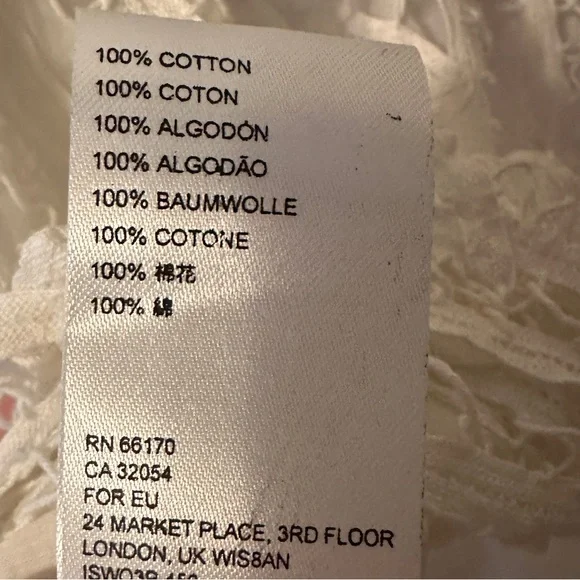 100% COTTON
100% COTON
100% ALGODÓN
100% ALGODÃO
100% BAUMWOLLE
100% COTONE
100% 棉花
100% 綿
RN 66170
CA 32054
FOR EU
24 MARKET PLACE, 3RD FLOOR
LONDON, UK WIS8AN